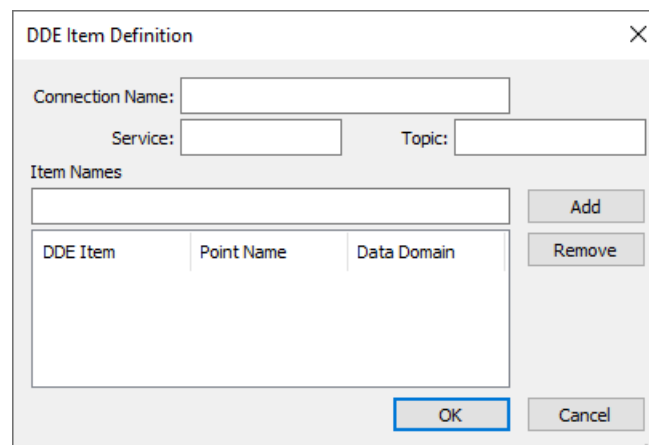 DDE Item Definition
Connection Name:
Service: Topic:
Item Names
Add
DDE Item Point Name Data Domain Remove
OK Cancel